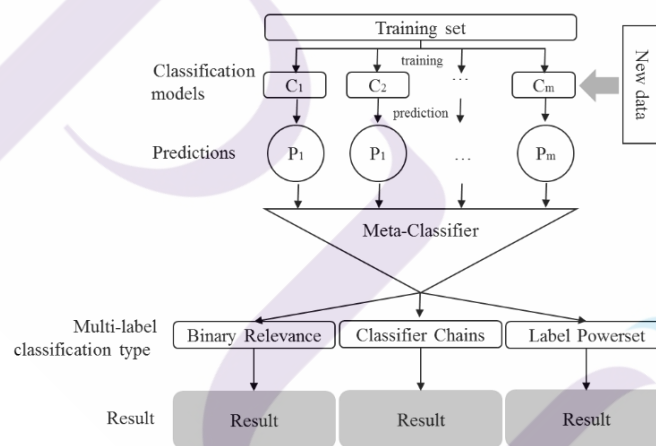 Training set
training
Classification
models
C1
C2
...
Cm
New data
prediction
Predictions
P1
P1
...
Pm
Meta-Classifier
Multi-label
classification type
Binary Relevance
Classifier Chains
Label Powerset
Result
Result
Result
Result